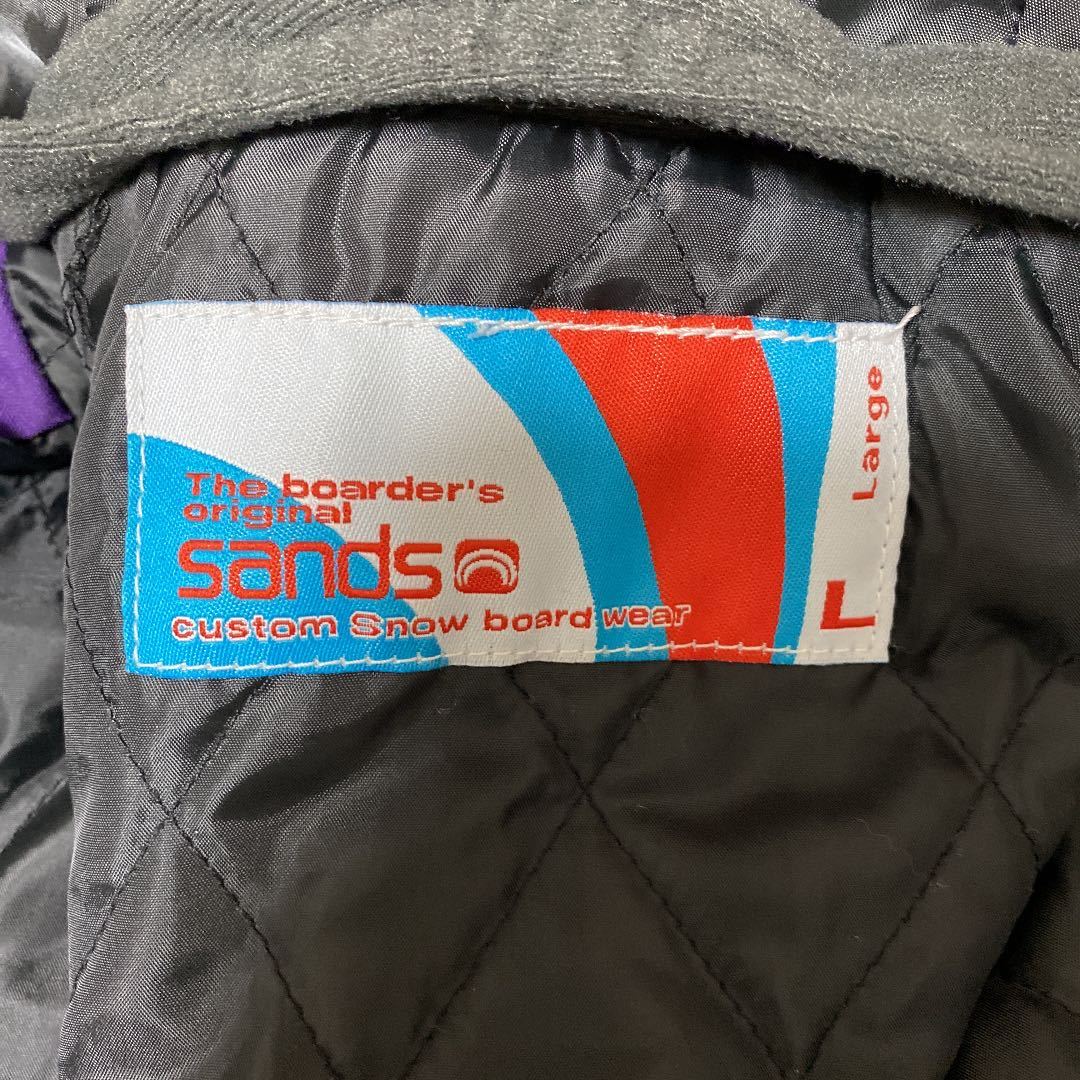 The boarder's
original
sands
custom Snow board wear
Large
L